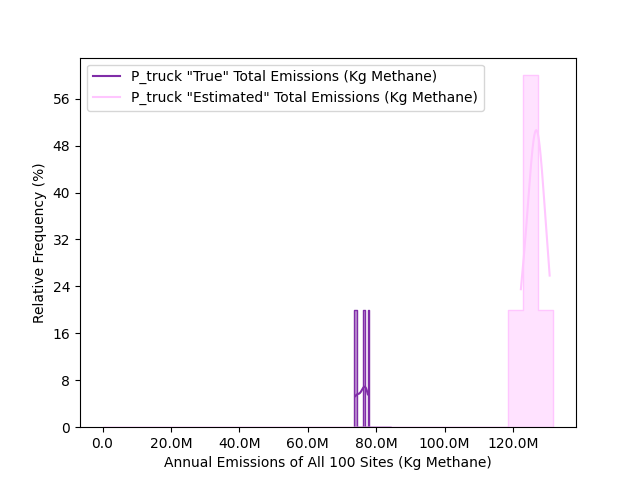 P_truck "True" Total Emissions (Kg Methane)
P_truck "Estimated" Total Emissions (Kg Methane)
Relative Frequency (%)
56
48
40
32
24
16
8
0
0.0 20.0M 40.0M 60.0M 80.0M 100.0M 120.0M
Annual Emissions of All 100 Sites (Kg Methane)